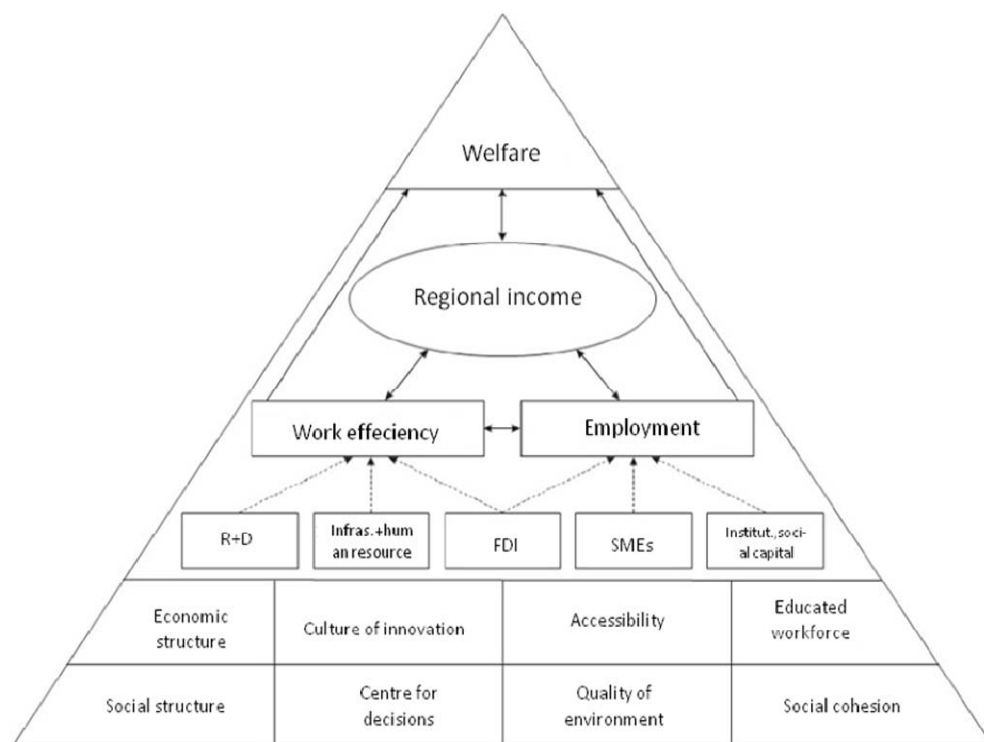 Welfare
Regional income
Work effeciency
Employment
R+D
Infras.+hum
an resource
FDI
SMEs
Institut.,soci-
al capital
Economic
structure
Culture of innovation
Accessibility
Educated
workforce
Social structure
Centre for
decisions
Quality of
environment
Social cohesion